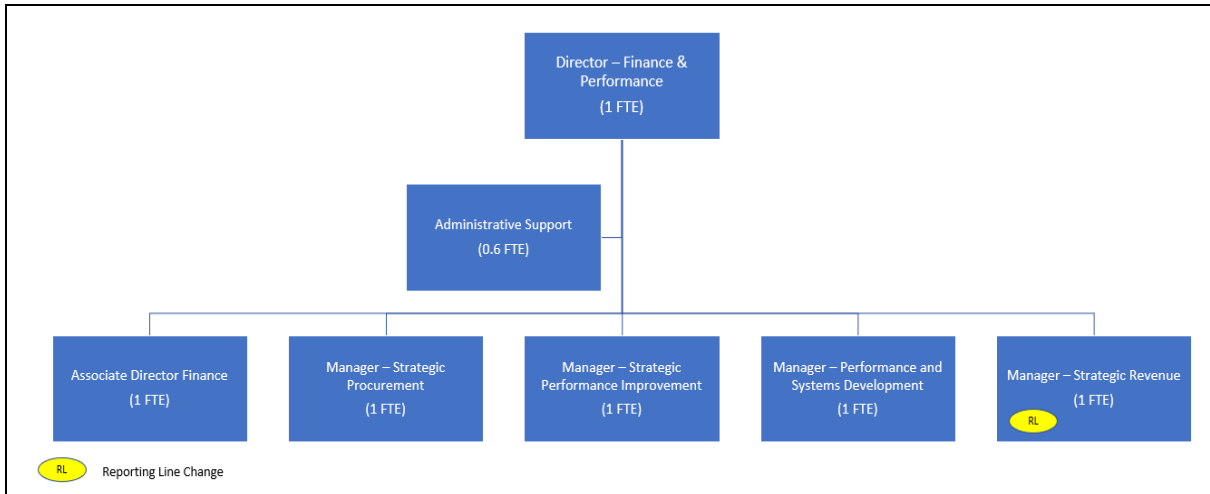 Director – Finance &
Performance
(1 FTE)
Administrative Support
(0.6 FTE)
Associate Director Finance
(1 FTE)
Manager – Strategic
Procurement
(1 FTE)
Manager – Strategic
Performance Improvement
(1 FTE)
Manager – Performance and
Systems Development
(1 FTE)
Manager – Strategic Revenue
(1 FTE)
RL
RL
Reporting Line Change